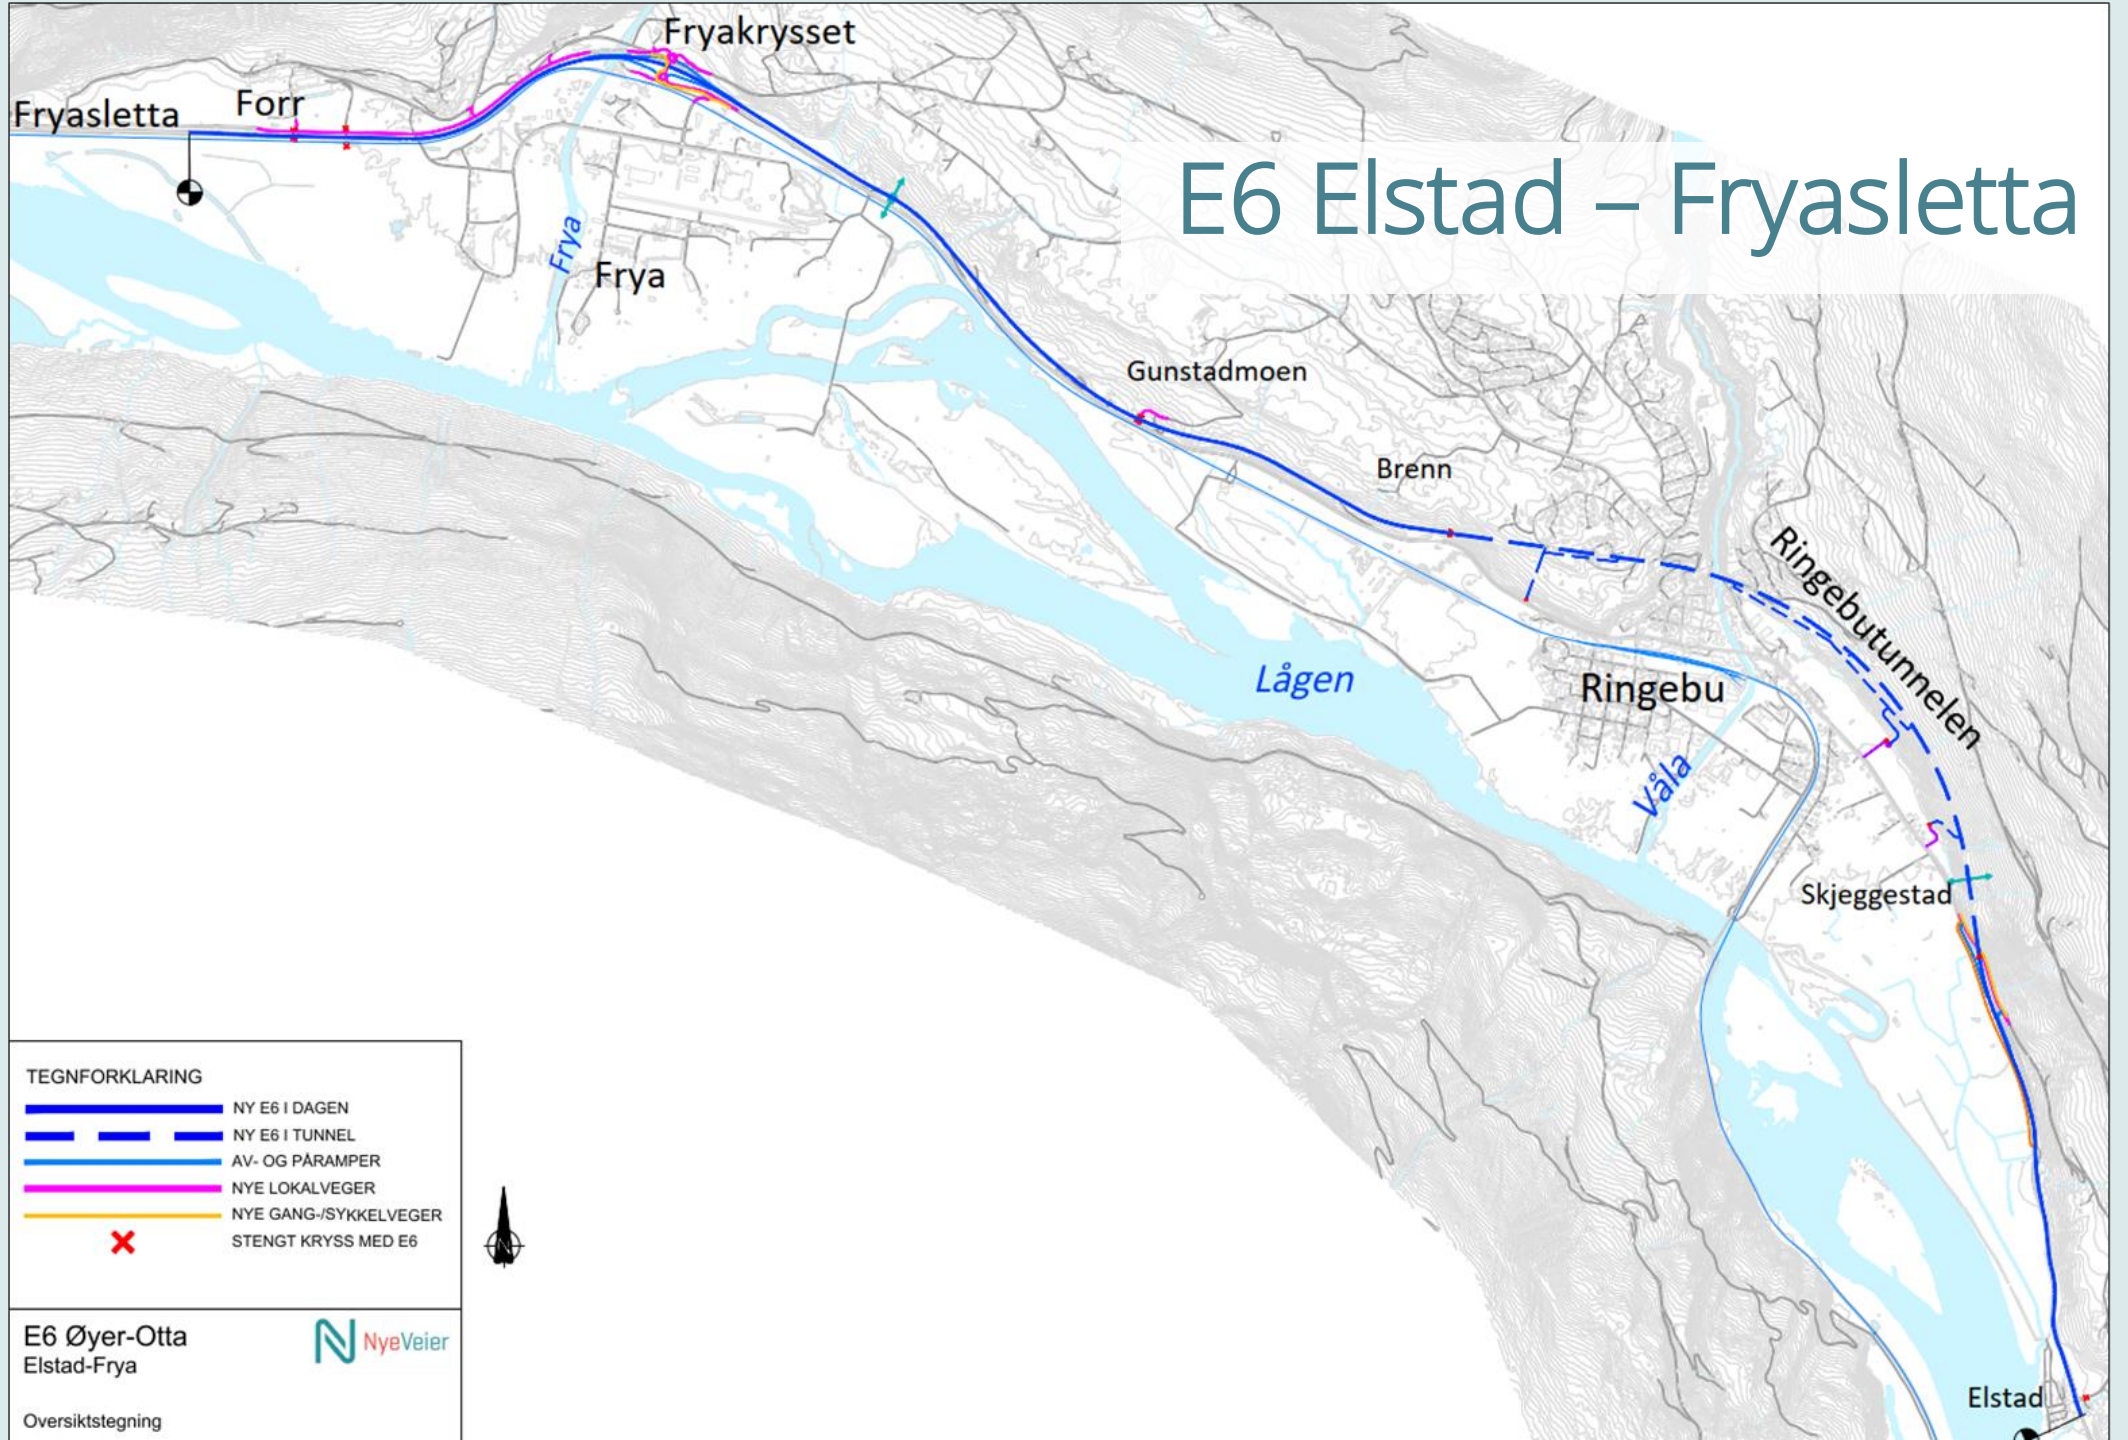 Fryakrysset
Fryasletta
Forr
E6 Elstad – Fryasletta
Frya
Frya
Gunstadmoen
Brenn
Ringebutunnelen
Lågen
Ringebu
Våla
Skjeggestad
TEGNFORKLARING
NY E6 I DAGEN
NY E6 I TUNNEL
AV- OG PÅRAMPER
NYE LOKALVEGER
NYE GANG-/SYKKELVEGER
STENGT KRYSS MED E6
N
E6 Øyer-Otta
Elstad-Frya
NyeVeier
Oversiktstegning
Elstad